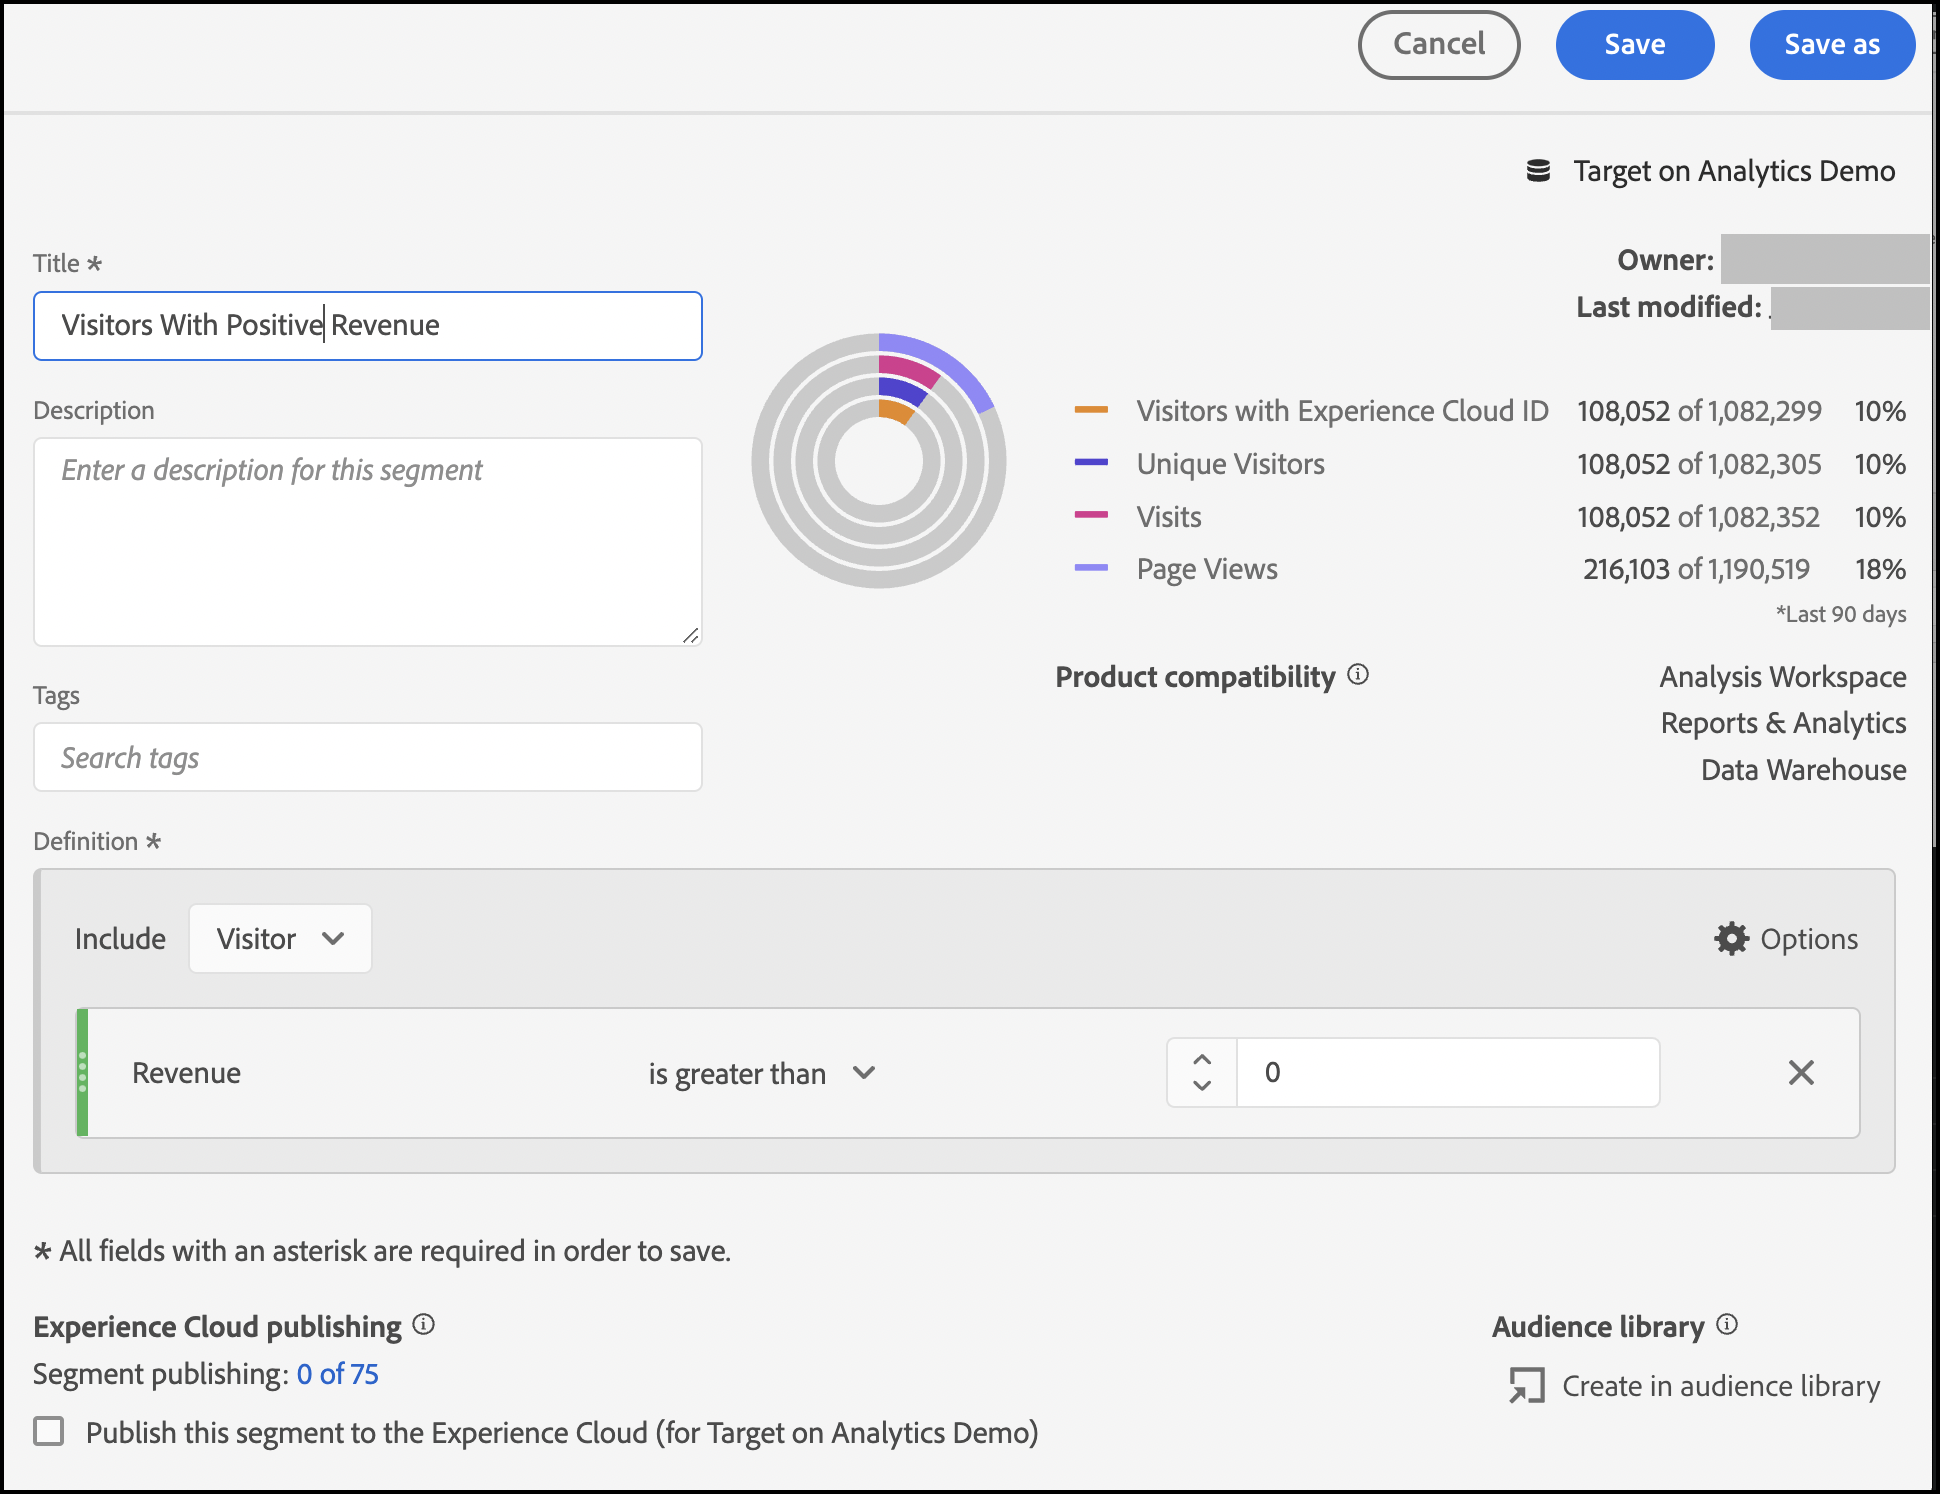 Cancel Save Save as
Target on Analytics Demo
Owner:
Last modified:
Title *
Visitors With Positive Revenue
Description
Enter a description for this segment
Visitors with Experience Cloud ID 108,052 of 1,082,299 10%
Unique Visitors 108,052 of 1,082,305 10%
Visits 108,052 of 1,082,352 10%
Page Views 216,103 of 1,190,519 18%
*Last 90 days
Product compatibility Analysis Workspace
Reports & Analytics
Data Warehouse
Tags
Search tags
Definition *
Include Visitor Options
Revenue is greater than 0
* All fields with an asterisk are required in order to save.
Experience Cloud publishing
Segment publishing: 0 of 75
Publish this segment to the Experience Cloud (for Target on Analytics Demo)
Audience library
Create in audience library